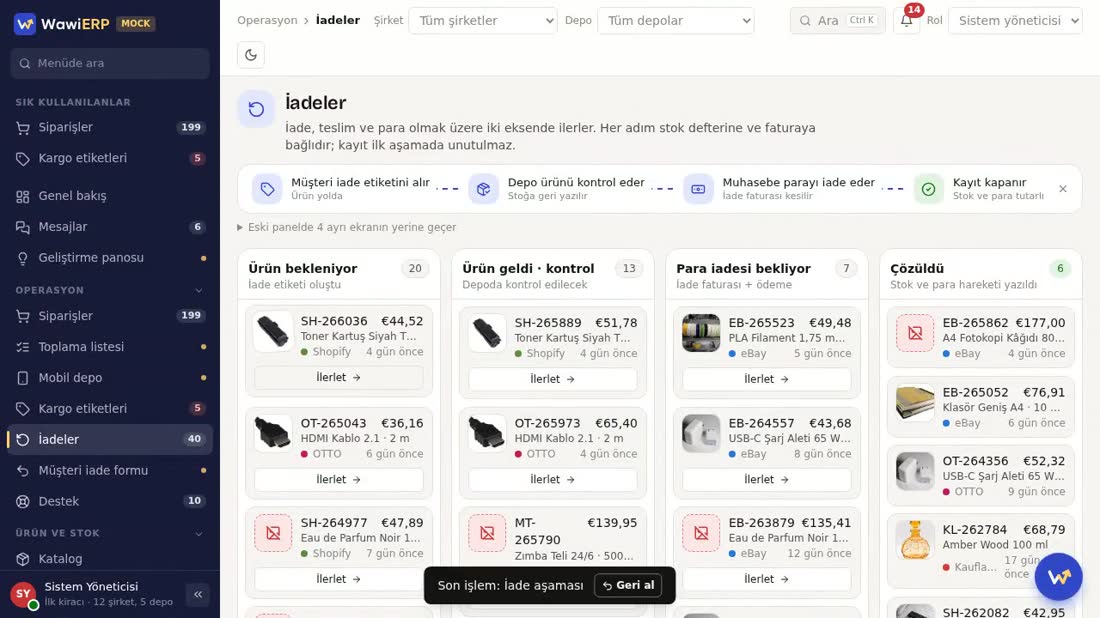 WawiERP MOCK
Menüde ara
SIK KULLANILANLAR
Siparişler 199
Kargo etiketleri 5
Genel bakış
Mesajlar 6
Geliştirme panosu
OPERASYON
Siparişler 199
Toplama listesi
Mobil depo
Kargo etiketleri 5
İadeler 40
Müşteri iade formu
Destek 10
ÜRÜN VE STOK
Katalog
SY Sistem Yöneticisi
İlk kiracı · 12 şirket, 5 depo
Operasyon > İadeler Şirket Tüm şirketler Depo Tüm depolar Ara Ctrl K 14 Rol Sistem yöneticisi
İadeler
İade, teslim ve para olmak üzere iki eksende ilerler. Her adım stok defterine ve faturaya
bağlıdır; kayıt ilk aşamada unutulmaz.
Müşteri iade etiketini alır
Ürün yolda
Depo ürünü kontrol eder
Stoğa geri yazılır
Muhasebe parayı iade eder
İade faturası kesilir
Kayıt kapanır
Stok ve para tutarlı
Eski panelde 4 ayrı ekranın yerine geçer
Ürün bekleniyor 20
İade etiketi oluştu
SH-266036 €44,52
Toner Kartuş Siyah T…
Shopify 4 gün önce
İlerlet →
OT-265043 €36,16
HDMI Kablo 2.1 · 2 m
OTTO 6 gün önce
İlerlet →
SH-264977 €47,89
Eau de Parfum Noir 1…
Shopify 7 gün önce
İlerlet →
Ürün geldi · kontrol 13
Depoda kontrol edilecek
SH-265889 €51,78
Toner Kartuş Siyah T…
Shopify 4 gün önce
İlerlet →
OT-265973 €65,40
HDMI Kablo 2.1 · 2 m
OTTO 4 gün önce
İlerlet →
MT-
265790 €139,95
Zımba Teli 24/6 · 500…
Para iadesi bekliyor 7
İade faturası + ödeme
EB-265523 €49,48
PLA Filament 1,75 m…
eBay 5 gün önce
İlerlet →
EB-264557 €43,68
USB-C Şarj Aleti 65 W…
eBay 8 gün önce
İlerlet →
EB-263879 €135,41
Eau de Parfum Noir 1…
eBay 12 gün önce
İlerlet →
Çözüldü 6
Stok ve para hareketi yazıldı
EB-265862 €177,00
A4 Fotokopi Kâğıdı 80…
eBay 4 gün önce
EB-265052 €76,91
Klasör Geniş A4 · 10 …
eBay 6 gün önce
OT-264356 €52,32
USB-C Şarj Aleti 65 W…
OTTO 9 gün önce
KL-262784 €68,79
Amber Wood 100 ml
Kaufla… 17 gün
önce
SH-262082 €42,95
Son işlem: İade aşaması Geri al